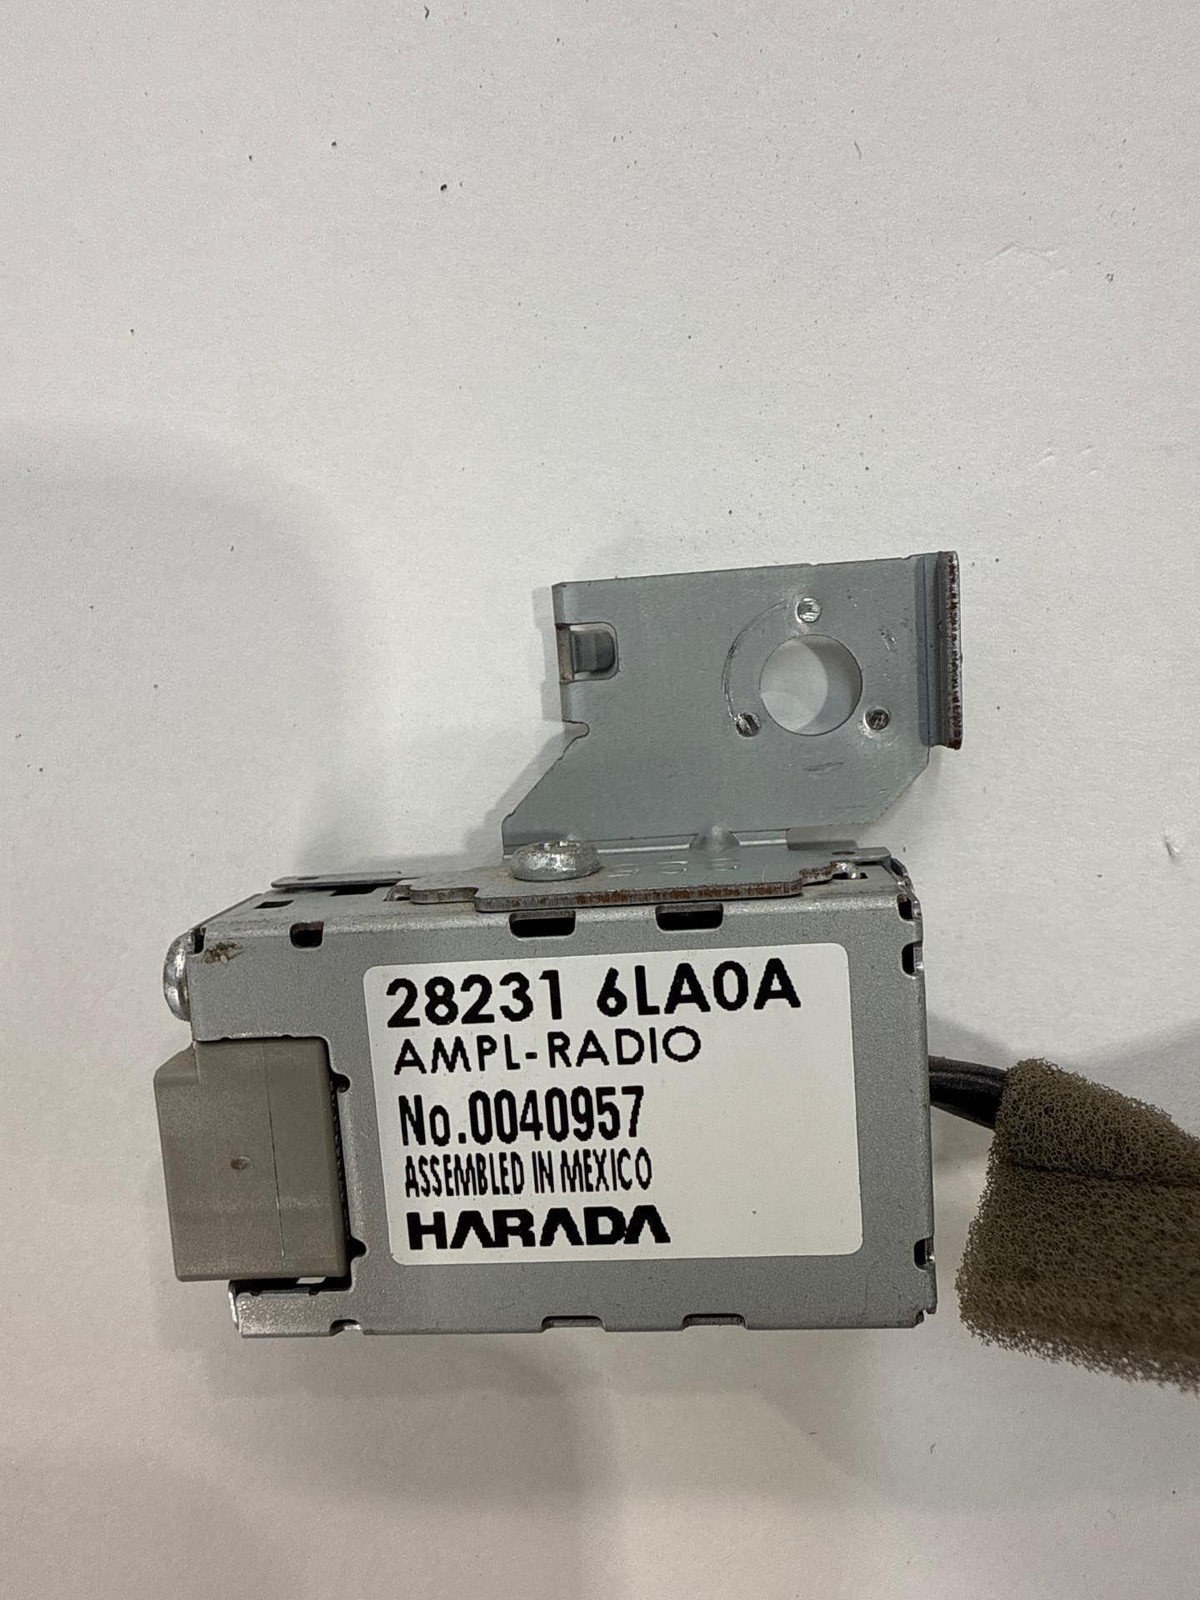 28231 6LA0A
AMPL-RADIO
No.0040957
ASSEMBLED IN MEXICO
HARADA